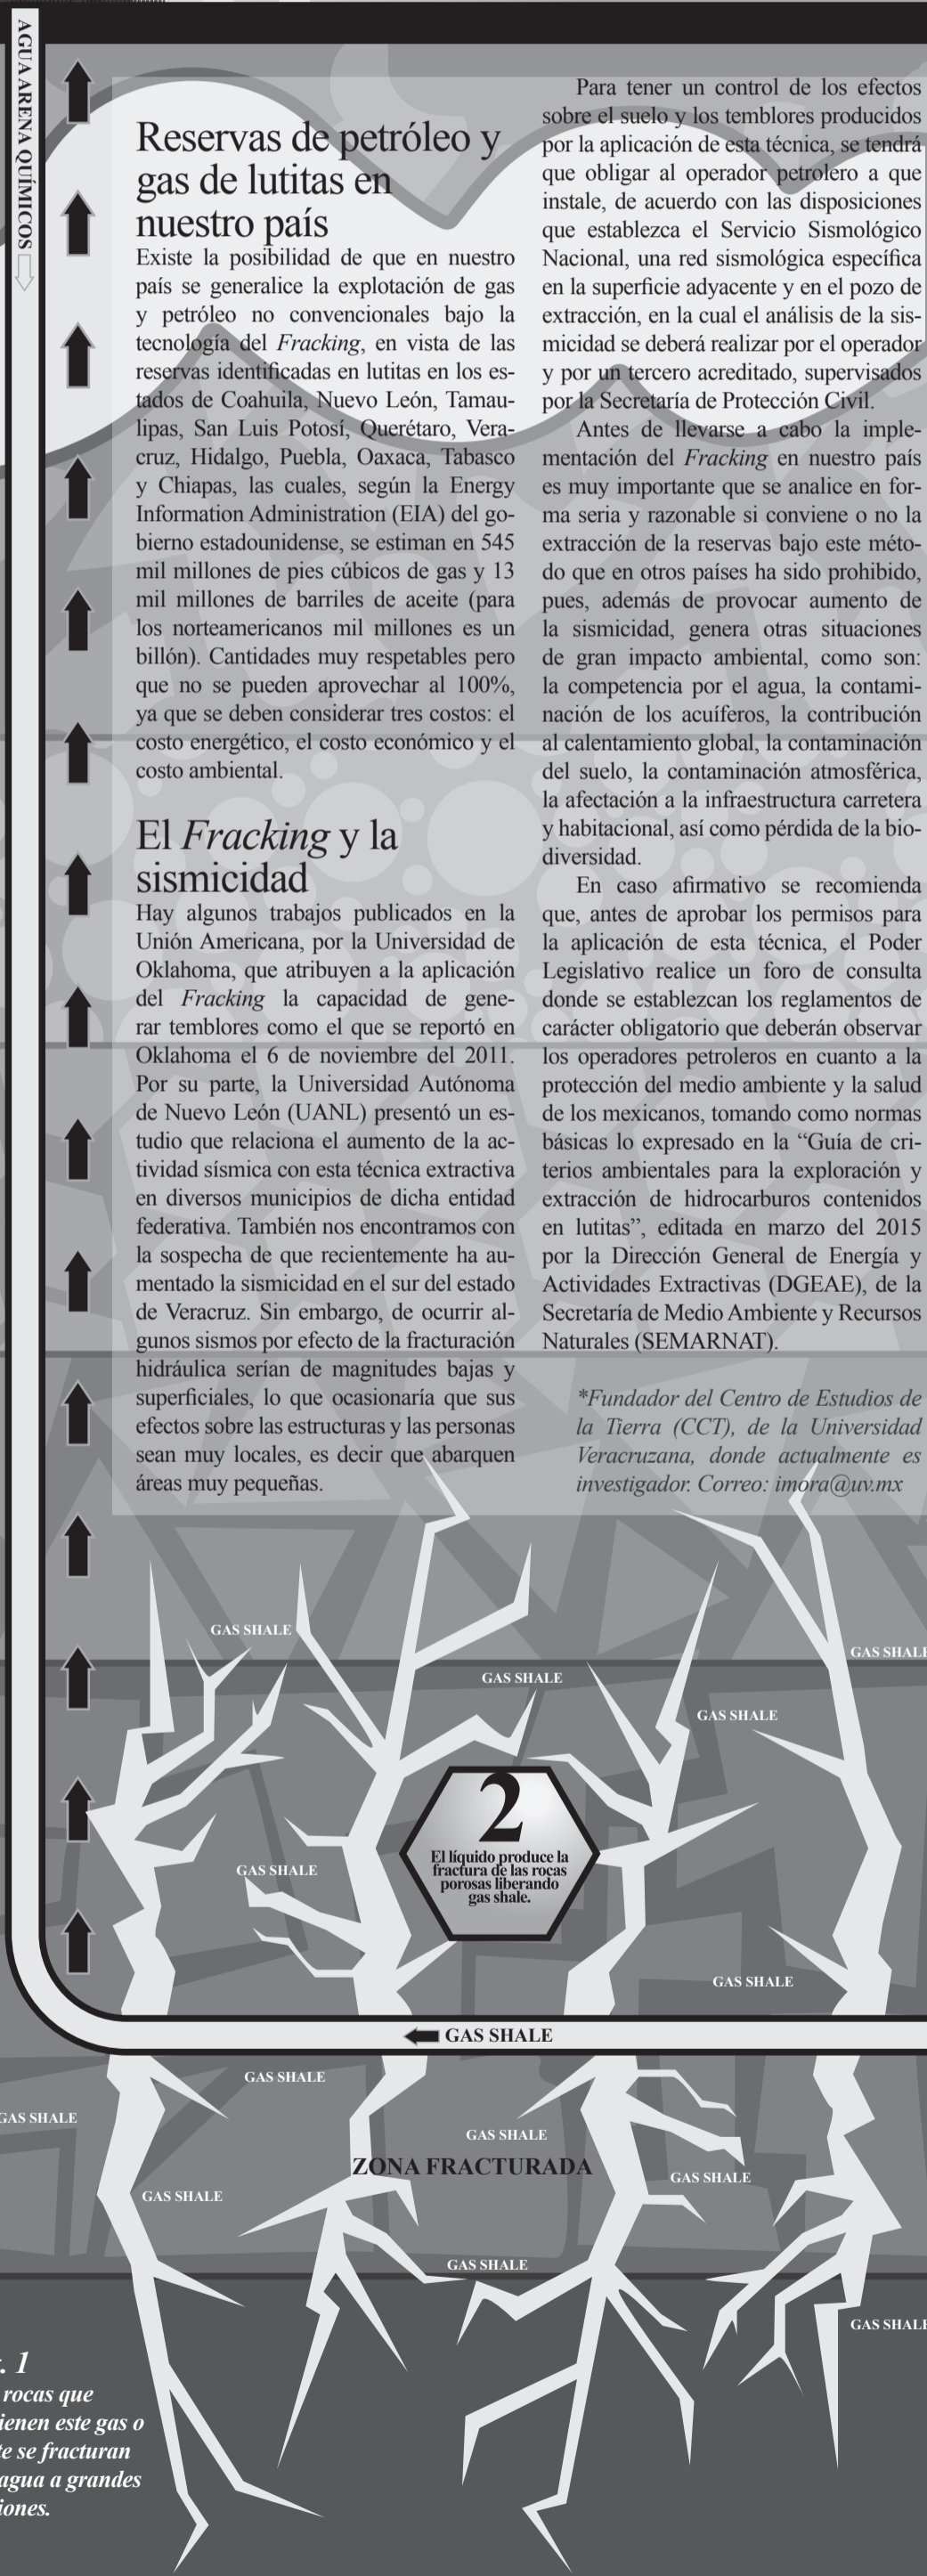 AGUA ARENA QUÍMICOS
Reservas de petróleo y
gas de lutitas en
nuestro país
Existe la posibilidad de que en nuestro
país se generalice la explotación de gas
y petróleo no convencionales bajo la
tecnología del Fracking, en vista de las
reservas identificadas en lutitas en los es-
tados de Coahuila, Nuevo León, Tamau-
lipas, San Luis Potosí, Querétaro, Vera-
cruz, Hidalgo, Puebla, Oaxaca, Tabasco
y Chiapas, las cuales, según la Energy
Information Administration (EIA) del go-
bierno estadounidense, se estiman en 545
mil millones de pies cúbicos de gas y 13
mil millones de barriles de aceite (para
los norteamericanos mil millones es un
billón). Cantidades muy respetables pero
que no se pueden aprovechar al 100%,
ya que se deben considerar tres costos: el
costo energético, el costo económico y el
costo ambiental.
El Fracking y la
sismicidad
Hay algunos trabajos publicados en la
Unión Americana, por la Universidad de
Oklahoma, que atribuyen a la aplicación
del Fracking la capacidad de gene-
rar temblores como el que se reportó en
Oklahoma el 6 de noviembre del 2011.
Por su parte, la Universidad Autónoma
de Nuevo León (UANL) presentó un es-
tudio que relaciona el aumento de la ac-
tividad sísmica con esta técnica extractiva
en diversos municipios de dicha entidad
federativa. También nos encontramos con
la sospecha de que recientemente ha au-
mentado la sismicidad en el sur del estado
de Veracruz. Sin embargo, de ocurrir al-
gunos sismos por efecto de la fracturación
hidráulica serían de magnitudes bajas y
superficiales, lo que ocasionaría que sus
efectos sobre las estructuras y las personas
sean muy locales, es decir que abarquen
áreas muy pequeñas.
Para tener un control de los efectos
sobre el suelo y los temblores producidos
por la aplicación de esta técnica, se tendrá
que obligar al operador petrolero a que
instale, de acuerdo con las disposiciones
que establezca el Servicio Sismológico
Nacional, una red sismológica específica
en la superficie adyacente y en el pozo de
extracción, en la cual el análisis de la sis-
micidad se deberá realizar por el operador
y por un tercero acreditado, supervisados
por la Secretaría de Protección Civil.
Antes de llevarse a cabo la imple-
mentación del Fracking en nuestro país
es muy importante que se analice en for-
ma seria y razonable si conviene o no la
extracción de la reservas bajo este méto-
do que en otros países ha sido prohibido,
pues, además de provocar aumento de
la sismicidad, genera otras situaciones
de gran impacto ambiental, como son:
la competencia por el agua, la contami-
nación de los acuíferos, la contribución
al calentamiento global, la contaminación
del suelo, la contaminación atmosférica,
la afectación a la infraestructura carretera
y habitacional, así como pérdida de la bio-
diversidad.
En caso afirmativo se recomienda
que, antes de aprobar los permisos para
la aplicación de esta técnica, el Poder
Legislativo realice un foro de consulta
donde se establezcan los reglamentos de
carácter obligatorio que deberán observar
los operadores petroleros en cuanto a la
protección del medio ambiente y la salud
de los mexicanos, tomando como normas
básicas lo expresado en la “Guía de cri-
terios ambientales para la exploración y
extracción de hidrocarburos contenidos
en lutitas”, editada en marzo del 2015
por la Dirección General de Energía y
Actividades Extractivas (DGEAE), de la
Secretaría de Medio Ambiente y Recursos
Naturales (SEMARNAT).
*Fundador del Centro de Estudios de
la Tierra (CCT), de la Universidad
Veracruzana, donde actualmente es
investigador. Correo: imora@uv.mx
GAS SHALE
GAS SHALE
GAS SHALE
GAS SHALE
2
El líquido produce la
fractura de las rocas
porosas liberando
gas shale.
GAS SHALE
GAS SHALE
GAS SHALE
GAS SHALE
GAS SHALE
GAS SHALE
ZONA FRACTURADA
GAS SHALE
GAS SHALE
GAS SHALE
GAS SHALE
. 1
rocas que
ienen este gas o
te se fracturan
agua a grandes
iones.